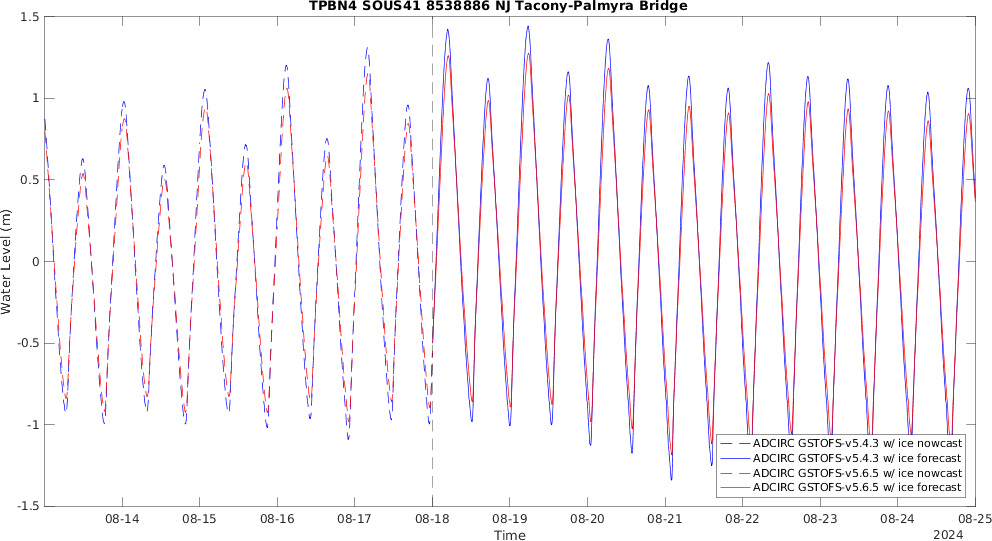 TPBN4 SOUS41 8538886 NJ Tacony-Palmyra Bridge
1.5
1
0.5
0
-0.5
-1
-1.5
Water Level (m)
08-14 08-15 08-16 08-17 08-18 08-19 08-20 08-21 08-22 08-23 08-24 08-25
Time
2024
ADCIRC GSTOFS-v5.4.3 w/ ice nowcast
ADCIRC GSTOFS-v5.4.3 w/ ice forecast
ADCIRC GSTOFS-v5.6.5 w/ ice nowcast
ADCIRC GSTOFS-v5.6.5 w/ ice forecast